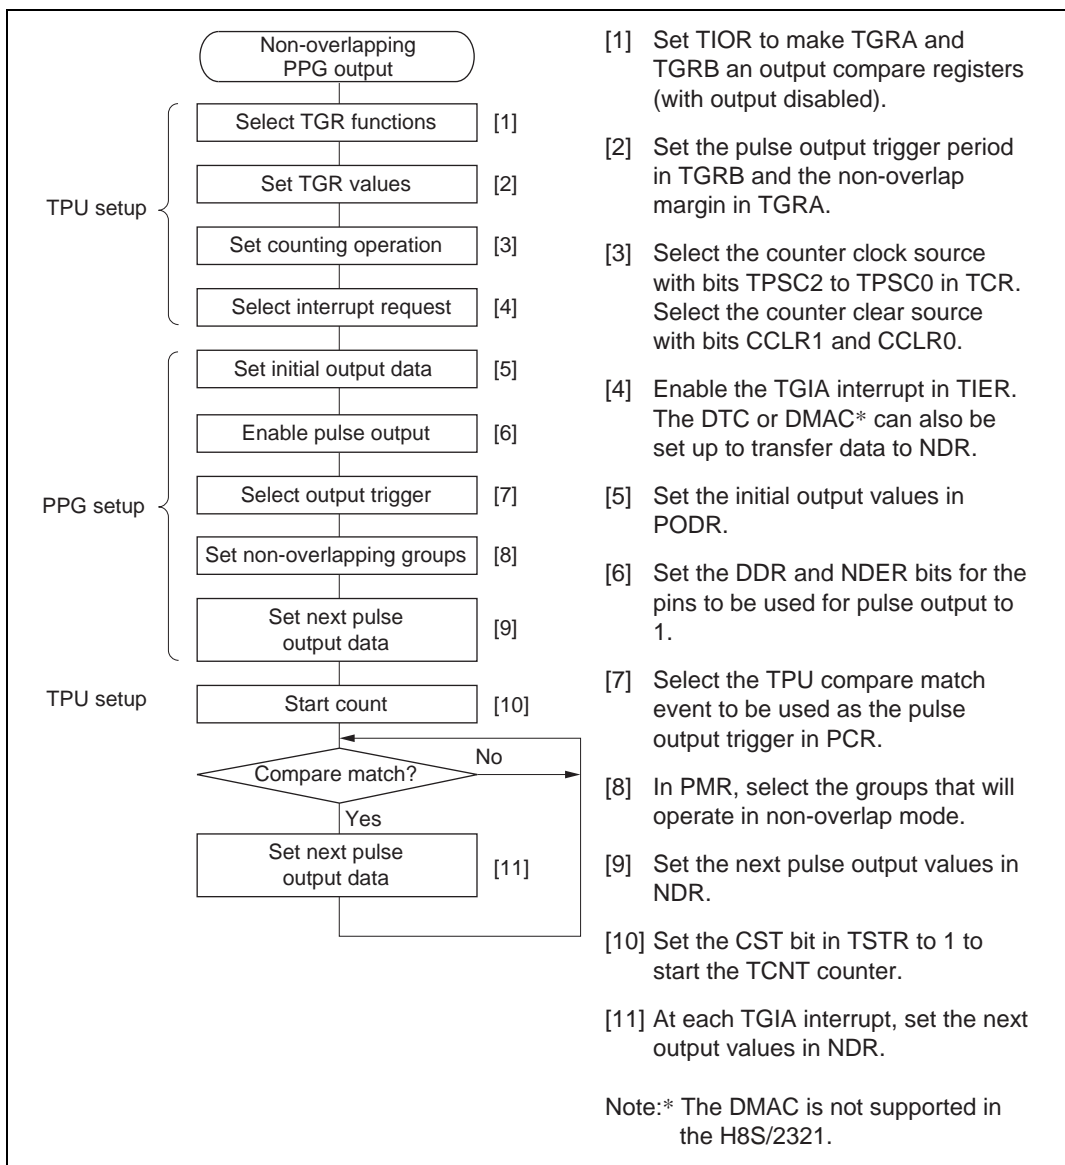 Non-overlapping
PPG output
TPU setup
Select TGR functions [1]
Set TGR values [2]
Set counting operation [3]
Select interrupt request [4]
PPG setup
Set initial output data [5]
Enable pulse output [6]
Select output trigger [7]
Set non-overlapping groups [8]
Set next pulse
output data [9]
TPU setup
Start count [10]
Compare match?
No
Yes
Set next pulse
output data [11]
[1] Set TIOR to make TGRA and
TGRB an output compare registers
(with output disabled).
[2] Set the pulse output trigger period
in TGRB and the non-overlap
margin in TGRA.
[3] Select the counter clock source
with bits TPSC2 to TPSC0 in TCR.
Select the counter clear source
with bits CCLR1 and CCLR0.
[4] Enable the TGIA interrupt in TIER.
The DTC or DMAC* can also be
set up to transfer data to NDR.
[5] Set the initial output values in
PODR.
[6] Set the DDR and NDER bits for the
pins to be used for pulse output to
1.
[7] Select the TPU compare match
event to be used as the pulse
output trigger in PCR.
[8] In PMR, select the groups that will
operate in non-overlap mode.
[9] Set the next pulse output values in
NDR.
[10] Set the CST bit in TSTR to 1 to
start the TCNT counter.
[11] At each TGIA interrupt, set the next
output values in NDR.
Note:* The DMAC is not supported in
the H8S/2321.